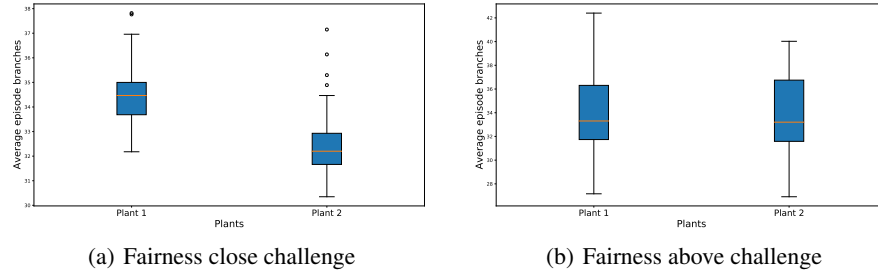 38
37
36
35
34
33
32
31
30
Average episode branches
Plant 1
Plant 2
Plants
(a) Fairness close challenge
42
40
38
36
34
32
30
28
Average episode branches
Plant 1
Plant 2
Plants
(b) Fairness above challenge